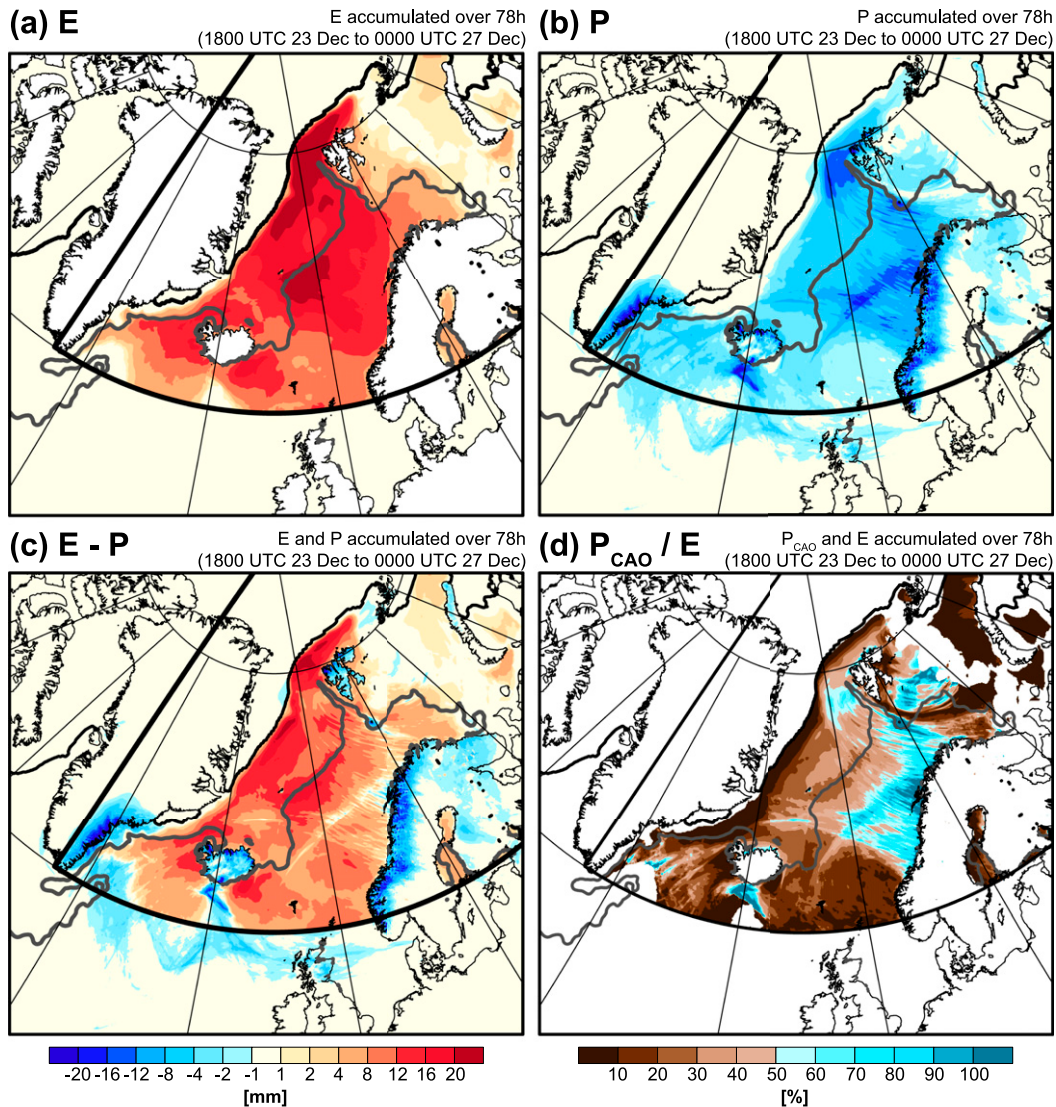 (a) E
E accumulated over 78h
(1800 UTC 23 Dec to 0000 UTC 27 Dec)
(b) P
P accumulated over 78h
(1800 UTC 23 Dec to 0000 UTC 27 Dec)
(c) E - P
E and P accumulated over 78h
(1800 UTC 23 Dec to 0000 UTC 27 Dec)
(d) PCAO / E
PCAO and E accumulated over 78h
(1800 UTC 23 Dec to 0000 UTC 27 Dec)
-20 -16 -12 -8 -4 -2 -1 1 2 4 8 12 16 20
[mm]
10 20 30 40 50 60 70 80 90 100
[%]